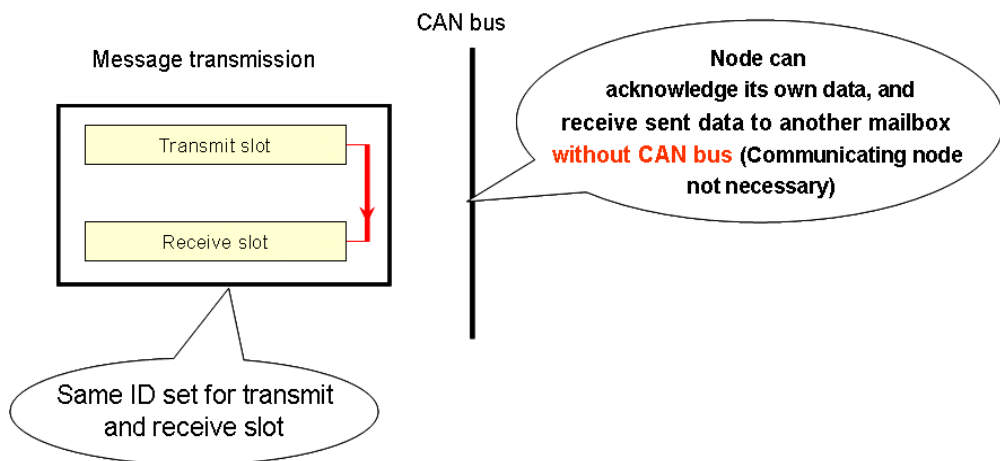 CAN bus
Message transmission
Node can
acknowledge its own data, and
receive sent data to another mailbox
without CAN bus (Communicating node
not necessary)
Transmit slot
Receive slot
Same ID set for transmit
and receive slot